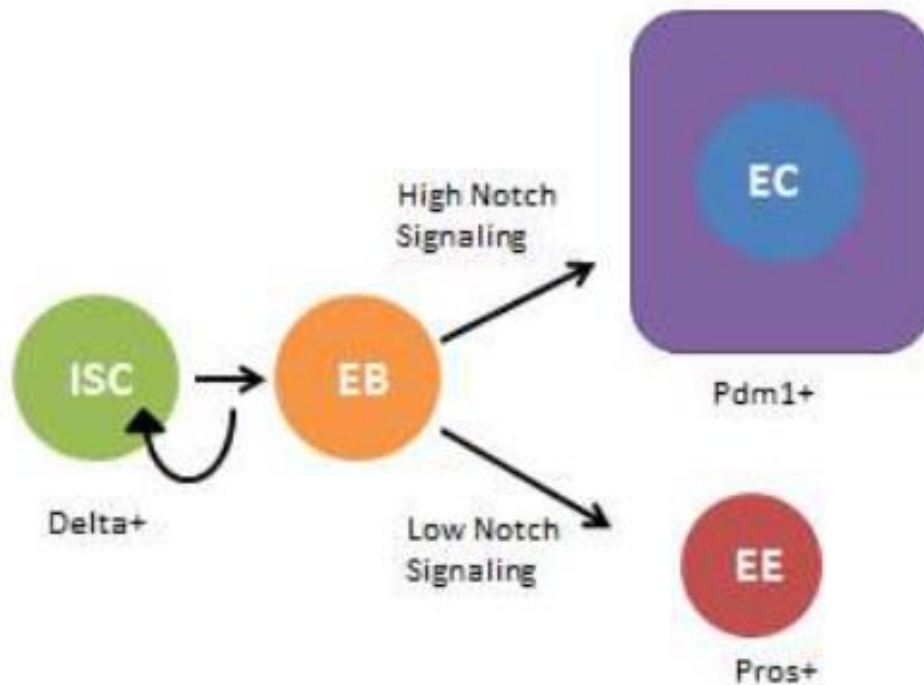 EC
High Notch
Signaling
ISC
EB
Pdm1+
Delta+
Low Notch
Signaling
EE
Pros+